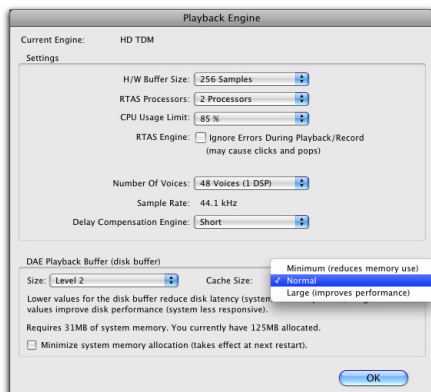 Playback Engine
Current Engine: HD TDM
Settings
H/W Buffer Size: 256 Samples
RTAS Processors: 2 Processors
CPU Usage Limit: 85 %
RTAS Engine: Ignore Errors During Playback/Record
(may cause clicks and pops)
Number Of Voices: 48 Voices (1 DSP)
Sample Rate: 44.1 kHz
Delay Compensation Engine: Short
DAE Playback Buffer (disk buffer)
Minimum (reduces memory use)
Size: Level 2 Cache Size: ✓ Normal
Large (improves performance)
Lower values for the disk buffer reduce disk latency (system
values improve disk performance (system less responsive).
Requires 31MB of system memory. You currently have 125MB allocated.
Minimize system memory allocation (takes effect at next restart).
OK